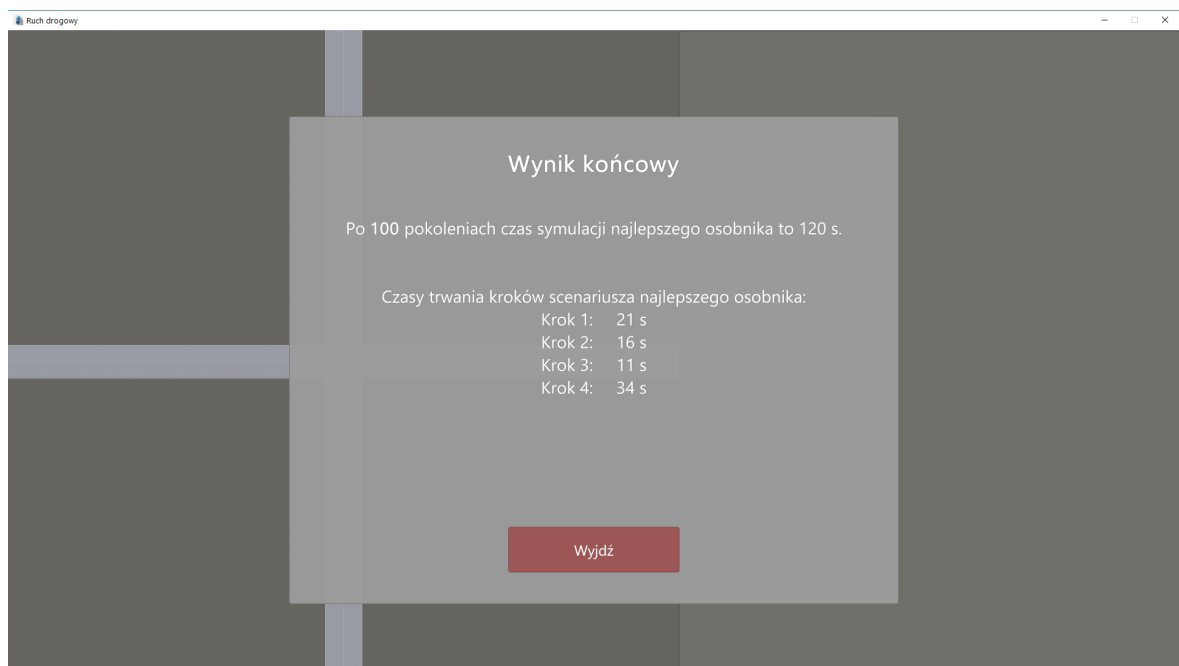 Ruch drogowy
Wynik końcowy
Po 100 pokoleniach czas symulacji najlepszego osobnika to 120 s.
Czasy trwania kroków scenariusza najlepszego osobnika:
Krok 1: 21 s
Krok 2: 16 s
Krok 3: 11 s
Krok 4: 34 s
Wyjdź